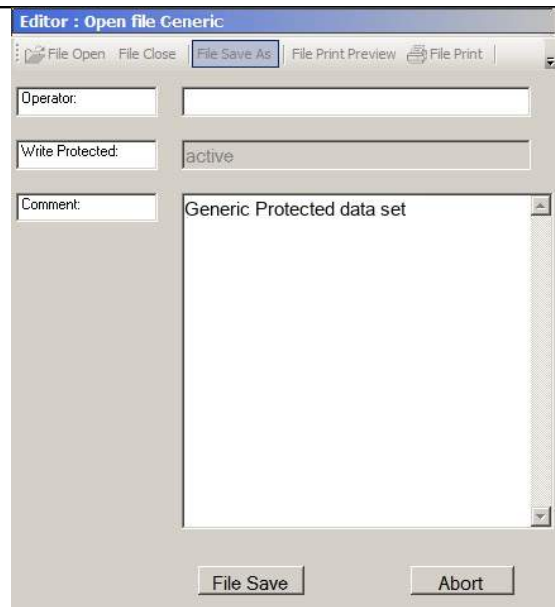 Editor : Open file Generic
File Open File Close File Save As File Print Preview File Print
Operator:
Write Protected: active
Comment: Generic Protected data set
File Save Abort